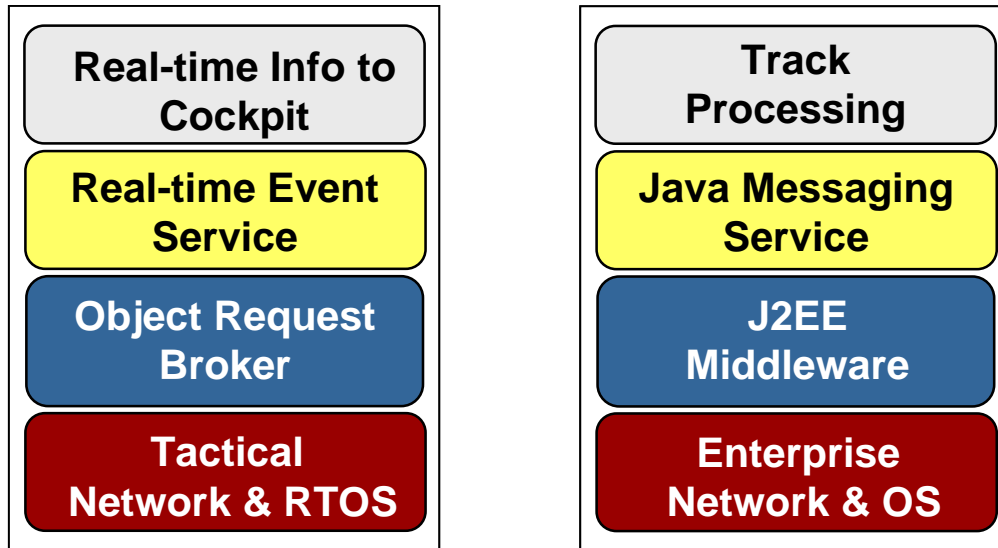 Real-time Info to
Cockpit
Real-time Event
Service
Object Request
Broker
Tactical
Network & RTOS
Track
Processing
Java Messaging
Service
J2EE
Middleware
Enterprise
Network & OS